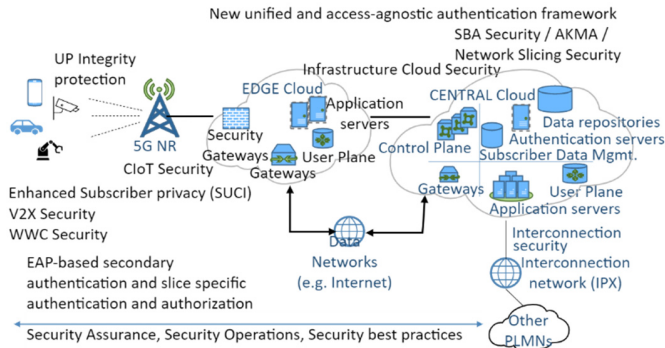 New unified and access-agnostic authentication framework
SBA Security / AKMA /
Network Slicing Security
UP Integrity
protection
Infrastructure Cloud Security
EDGE Cloud
CENTRAL Cloud
Application
servers
Data repositories
Authentication servers
Subscriber Data Mgmt.
Control Plane
5G NR
Security
Gateways
User Plane
Gateways
CIoT Security
Gateways
User Plane
Application servers
Enhanced Subscriber privacy (SUCI)
V2X Security
WWC Security
Data
Networks
(e.g. Internet)
Interconnection
security
Interconnection
network (IPX)
EAP-based secondary
authentication and slice specific
authentication and authorization
Other
PLMNs
Security Assurance, Security Operations, Security best practices